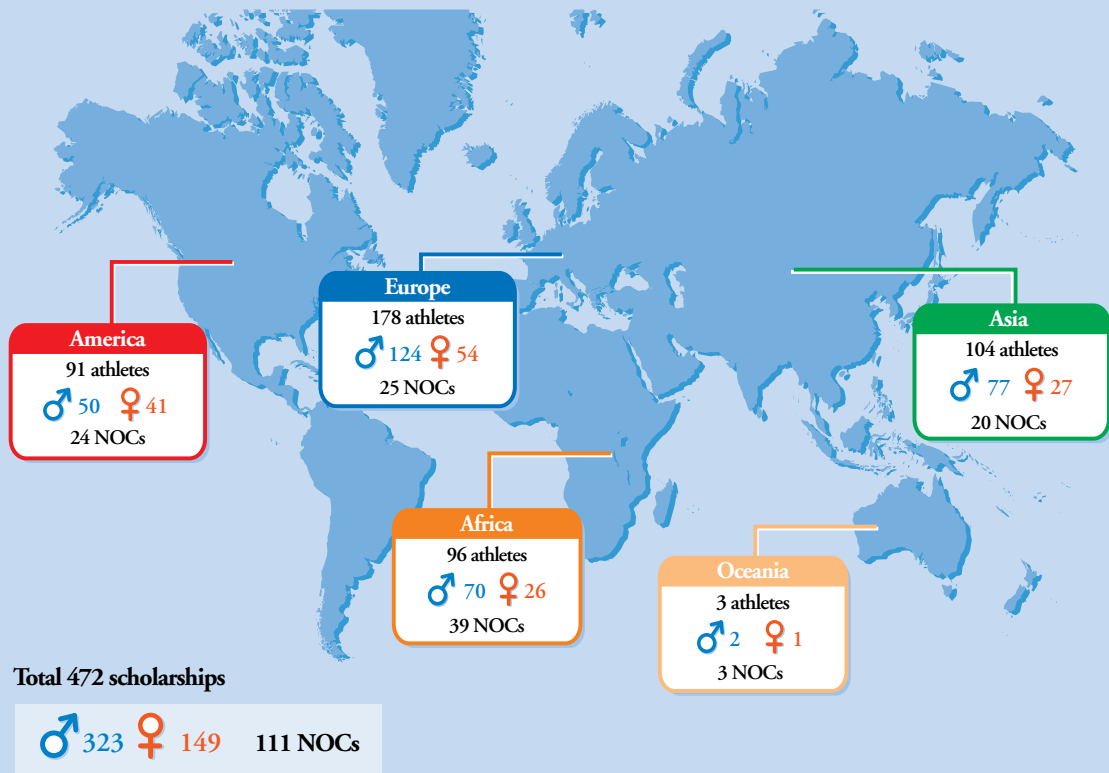 America
91 athletes
♂ 50 ♀ 41
24 NOCs
Europe
178 athletes
♂ 124 ♀ 54
25 NOCs
Asia
104 athletes
♂ 77 ♀ 27
20 NOCs
Africa
96 athletes
♂ 70 ♀ 26
39 NOCs
Oceania
3 athletes
♂ 2 ♀ 1
3 NOCs
Total 472 scholarships
♂ 323 ♀ 149 111 NOCs